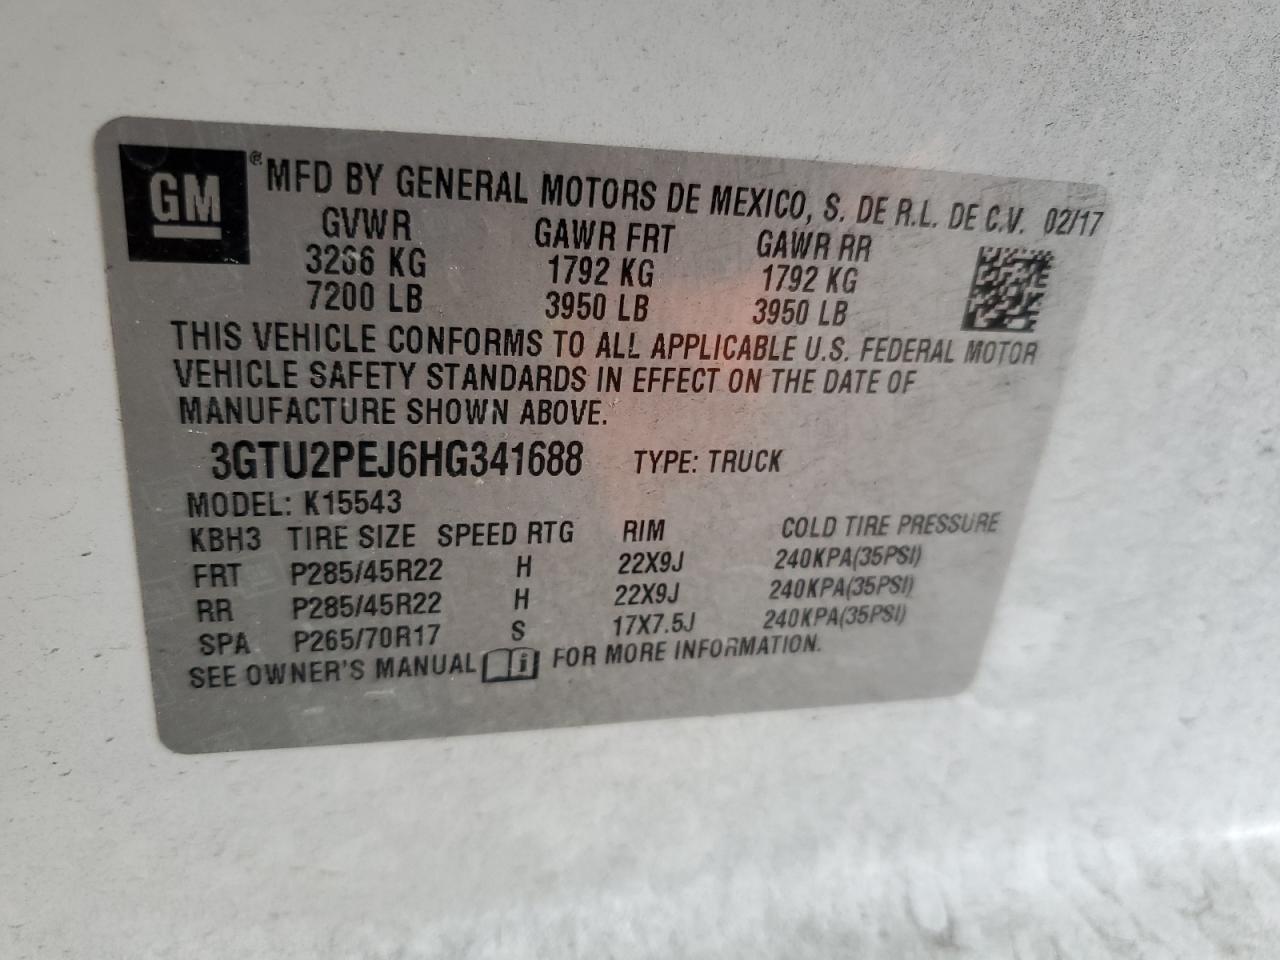 GM ® MFD BY GENERAL MOTORS DE MEXICO, S. DE R.L. DE C.V. 02/17
GVWR GAWR FRT GAWR RR
3266 KG 1792 KG 1792 KG
7200 LB 3950 LB 3950 LB
THIS VEHICLE CONFORMS TO ALL APPLICABLE U.S. FEDERAL MOTOR
VEHICLE SAFETY STANDARDS IN EFFECT ON THE DATE OF
MANUFACTURE SHOWN ABOVE.
3GTU2PEJ6HG341688 TYPE: TRUCK
MODEL: K15543
KBH3 TIRE SIZE SPEED RTG RIM COLD TIRE PRESSURE
FRT P285/45R22 H 22X9J 240KPA(35PSI)
RR P285/45R22 H 22X9J 240KPA(35PSI)
SPA P265/70R17 S 17X7.5J 240KPA(35PSI)
SEE OWNER'S MANUAL i FOR MORE INFORMATION.